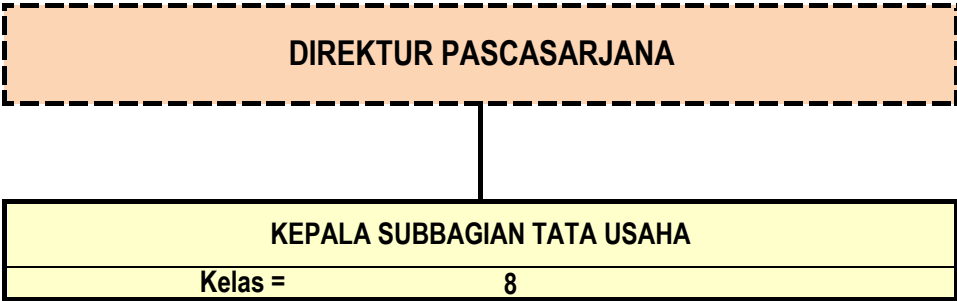 DIREKTUR PASCASARJANA
KEPALA SUBBAGIAN TATA USAHA
Kelas = 8